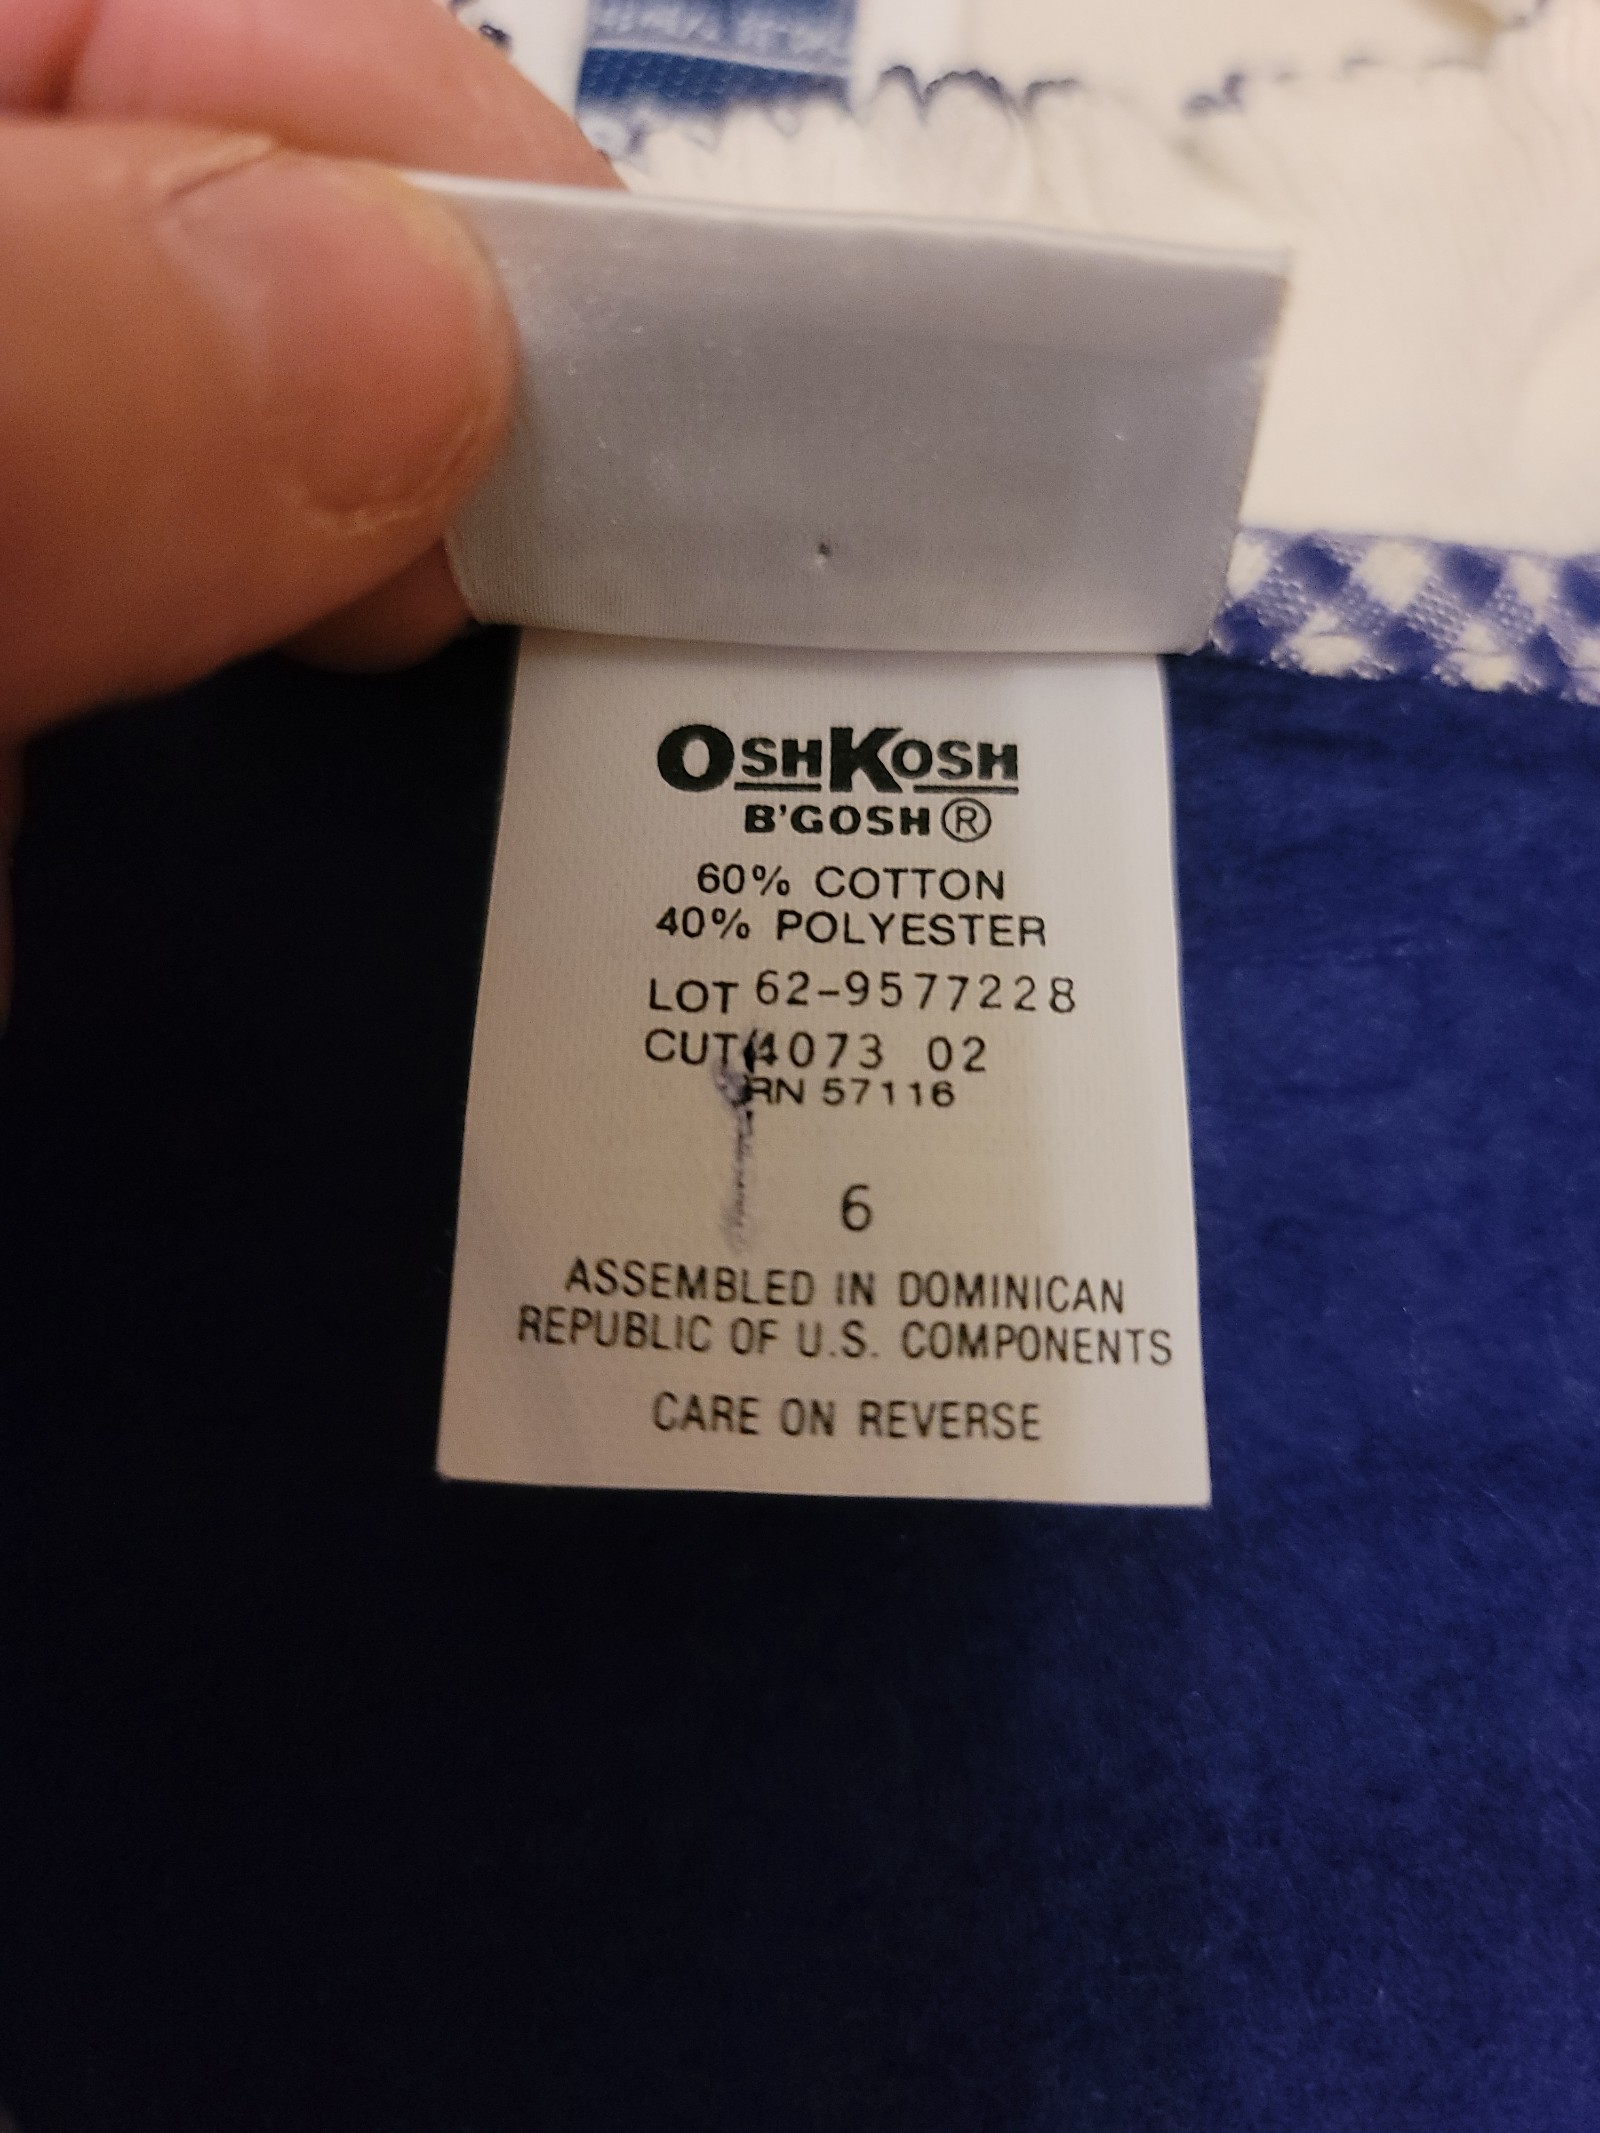 OSHKOSH
B'GOSH ®
60% COTTON
40% POLYESTER
LOT 62-9577228
CUT 4073 02
RN 57116
6
ASSEMBLED IN DOMINICAN
REPUBLIC OF U.S. COMPONENTS
CARE ON REVERSE